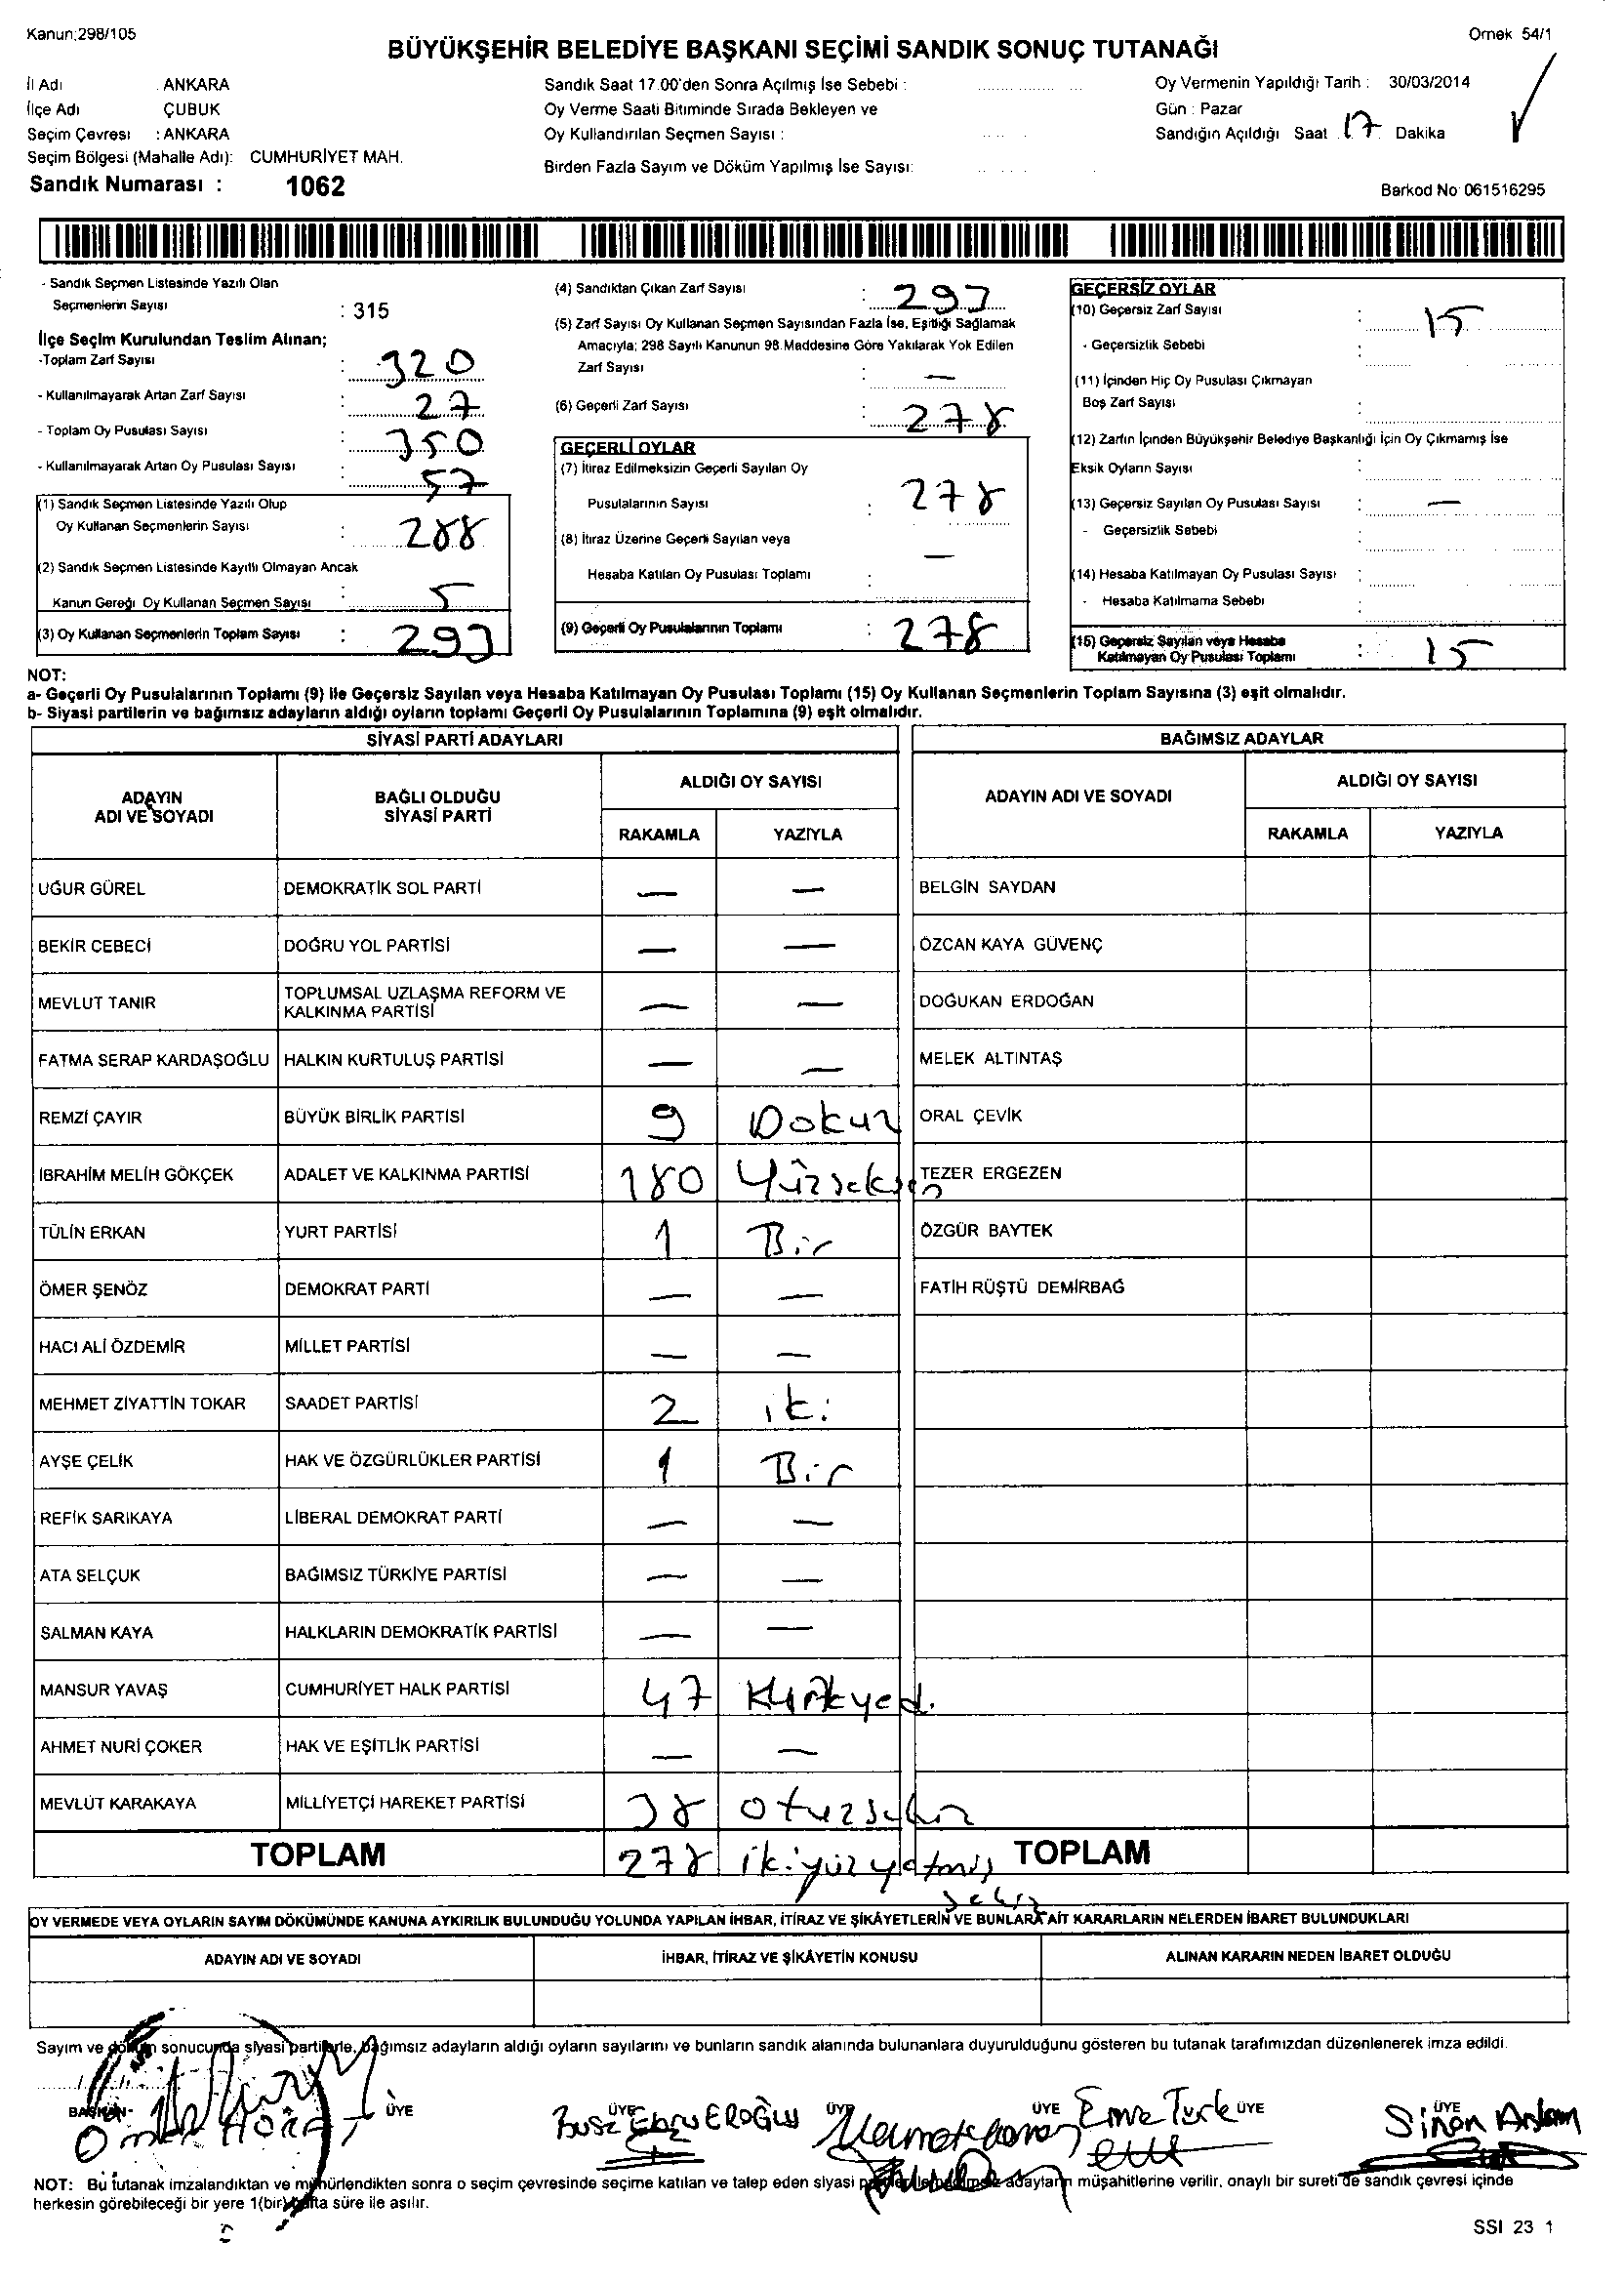 Kanun:298/105
Ornek 54/1
BÜYÜKŞEHİR BELEDİYE BAŞKANI SEÇİMİ SANDIK SONUÇ TUTANAĞI
İl Adı : ANKARA
İlçe Adı ÇUBUK
Seçim Çevresi : ANKARA
Seçim Bölgesi (Mahalle Adı): CUMHURİYET MAH.
Sandık Numarası : 1062
Sandık Saat 17.00'den Sonra Açılmış İse Sebebi :
Oy Verme Saati Bitiminde Sırada Bekleyen ve
Oy Kullandırılan Seçmen Sayısı :
Birden Fazla Sayım ve Döküm Yapılmış İse Sayısı:
Oy Vermenin Yapıldığı Tarih : 30/03/2014
Gün : Pazar
Sandığın Açıldığı Saat 17 Dakika
Barkod No 061516295
- Sandık Seçmen Listesinde Yazılı Olan
Seçmenlerin Sayısı : 315
İlçe Seçim Kurulundan Teslim Alınan;
-Toplam Zarf Sayısı : 320
- Kullanılmayarak Artan Zarf Sayısı : 27
- Toplam Oy Pusulası Sayısı : 350
- Kullanılmayarak Artan Oy Pusulası Sayısı : 57
(1) Sandık Seçmen Listesinde Yazılı Olup
Oy Kullanan Seçmenlerin Sayısı : 288
(2) Sandık Seçmen Listesinde Kayıtlı Olmayan Ancak
Kanun Gereği Oy Kullanan Seçmen Sayısı : 5
(3) Oy Kullanan Seçmenlerin Toplam Sayısı : 293
(4) Sandıktan Çıkan Zarf Sayısı : 293
(5) Zarf Sayısı Oy Kullanan Seçmen Sayısından Fazla İse, Eşitliği Sağlamak
Amacıyla; 298 Sayılı Kanunun 98.Maddesine Göre Yakılarak Yok Edilen
Zarf Sayısı : —
(6) Geçerli Zarf Sayısı : 278
GEÇERLİ OYLAR
(7) İtiraz Edilmeksizin Geçerli Sayılan Oy
Pusulalarının Sayısı : 278
(8) İtiraz Üzerine Geçerli Sayılan veya
Hesaba Katılan Oy Pusulası Toplamı : —
(9) Geçerli Oy Pusulalarının Toplamı : 278
GEÇERSİZ OYLAR
(10) Geçersiz Zarf Sayısı : 15
- Geçersizlik Sebebi :
(11) İçinden Hiç Oy Pusulası Çıkmayan
Boş Zarf Sayısı :
(12) Zarfın İçinden Büyükşehir Belediye Başkanlığı İçin Oy Çıkmamış İse
Eksik Oyların Sayısı :
(13) Geçersiz Sayılan Oy Pusulası Sayısı : —
- Geçersizlik Sebebi :
(14) Hesaba Katılmayan Oy Pusulası Sayısı :
- Hesaba Katılmama Sebebi :
(15) Geçersiz Sayılan veya Hesaba
Katılmayan Oy Pusulası Toplamı : 15
NOT:
a- Geçerli Oy Pusulalarının Toplamı (9) ile Geçersiz Sayılan veya Hesaba Katılmayan Oy Pusulası Toplamı (15) Oy Kullanan Seçmenlerin Toplam Sayısına (3) eşit olmalıdır.
b- Siyasi partilerin ve bağımsız adayların aldığı oyların toplamı Geçerli Oy Pusulalarının Toplamına (9) eşit olmalıdır.
SİYASİ PARTİ ADAYLARI
BAĞIMSIZ ADAYLAR
ADAYIN ADI VE SOYADI
BAĞLI OLDUĞU SİYASİ PARTİ
ALDIĞI OY SAYISI
RAKAMLA YAZIYLA
ADAYIN ADI VE SOYADI
ALDIĞI OY SAYISI
RAKAMLA YAZIYLA
UĞUR GÜREL DEMOKRATİK SOL PARTİ — — BELGİN SAYDAN
BEKİR CEBECİ DOĞRU YOL PARTİSİ — — ÖZCAN KAYA GÜVENÇ
MEVLUT TANIR TOPLUMSAL UZLAŞMA REFORM VE KALKINMA PARTİSİ — — DOĞUKAN ERDOĞAN
FATMA SERAP KARDAŞOĞLU HALKIN KURTULUŞ PARTİSİ — — MELEK ALTINTAŞ
REMZİ ÇAYIR BÜYÜK BİRLİK PARTİSİ 9 Dokuz ORAL ÇEVİK
İBRAHİM MELİH GÖKÇEK ADALET VE KALKINMA PARTİSİ 180 Yüzseksen TEZER ERGEZEN
TÜLİN ERKAN YURT PARTİSİ 1 Bir ÖZGÜR BAYTEK
ÖMER ŞENÖZ DEMOKRAT PARTİ — — FATİH RÜŞTÜ DEMİRBAĞ
HACI ALİ ÖZDEMİR MİLLET PARTİSİ — —
MEHMET ZİYATTİN TOKAR SAADET PARTİSİ 2 iki
AYŞE ÇELİK HAK VE ÖZGÜRLÜKLER PARTİSİ 1 Bir
REFİK SARIKAYA LİBERAL DEMOKRAT PARTİ — —
ATA SELÇUK BAĞIMSIZ TÜRKİYE PARTİSİ — —
SALMAN KAYA HALKLARIN DEMOKRATİK PARTİSİ — —
MANSUR YAVAŞ CUMHURİYET HALK PARTİSİ 47 Kırkyedi
AHMET NURİ ÇOKER HAK VE EŞİTLİK PARTİSİ — —
MEVLÜT KARAKAYA MİLLİYETÇİ HAREKET PARTİSİ 38 otuzsekiz
TOPLAM 278 ikiyüzyetmiş sekiz TOPLAM
OY VERMEDE VEYA OYLARIN SAYIM DÖKÜMÜNDE KANUNA AYKIRILIK BULUNDUĞU YOLUNDA YAPILAN İHBAR, İTİRAZ VE ŞİKÂYETLERİN VE BUNLARA AİT KARARLARIN NELERDEN İBARET BULUNDUKLARI
ADAYIN ADI VE SOYADI İHBAR, İTİRAZ VE ŞİKÂYETİN KONUSU ALINAN KARARIN NEDEN İBARET OLDUĞU
Sayım ve döküm sonucunda siyasi partilerle, bağımsız adayların aldığı oyların sayılarını ve bunların sandık alanında bulunanlara duyurulduğunu gösteren bu tutanak tarafımızdan düzenlenerek imza edildi.
BAŞKAN ÜYE ÜYE ÜYE ÜYE ÜYE ÜYE
EROĞLU Emre Türk Sinan Arslan
NOT: Bu tutanak imzalandıktan ve mühürlendikten sonra o seçim çevresinde seçime katılan ve talep eden siyasi adayların müşahitlerine verilir, onaylı bir sureti de sandık çevresi içinde
herkesin görebileceği bir yere 1(bir) hafta süre ile asılır.
SSI 23 1